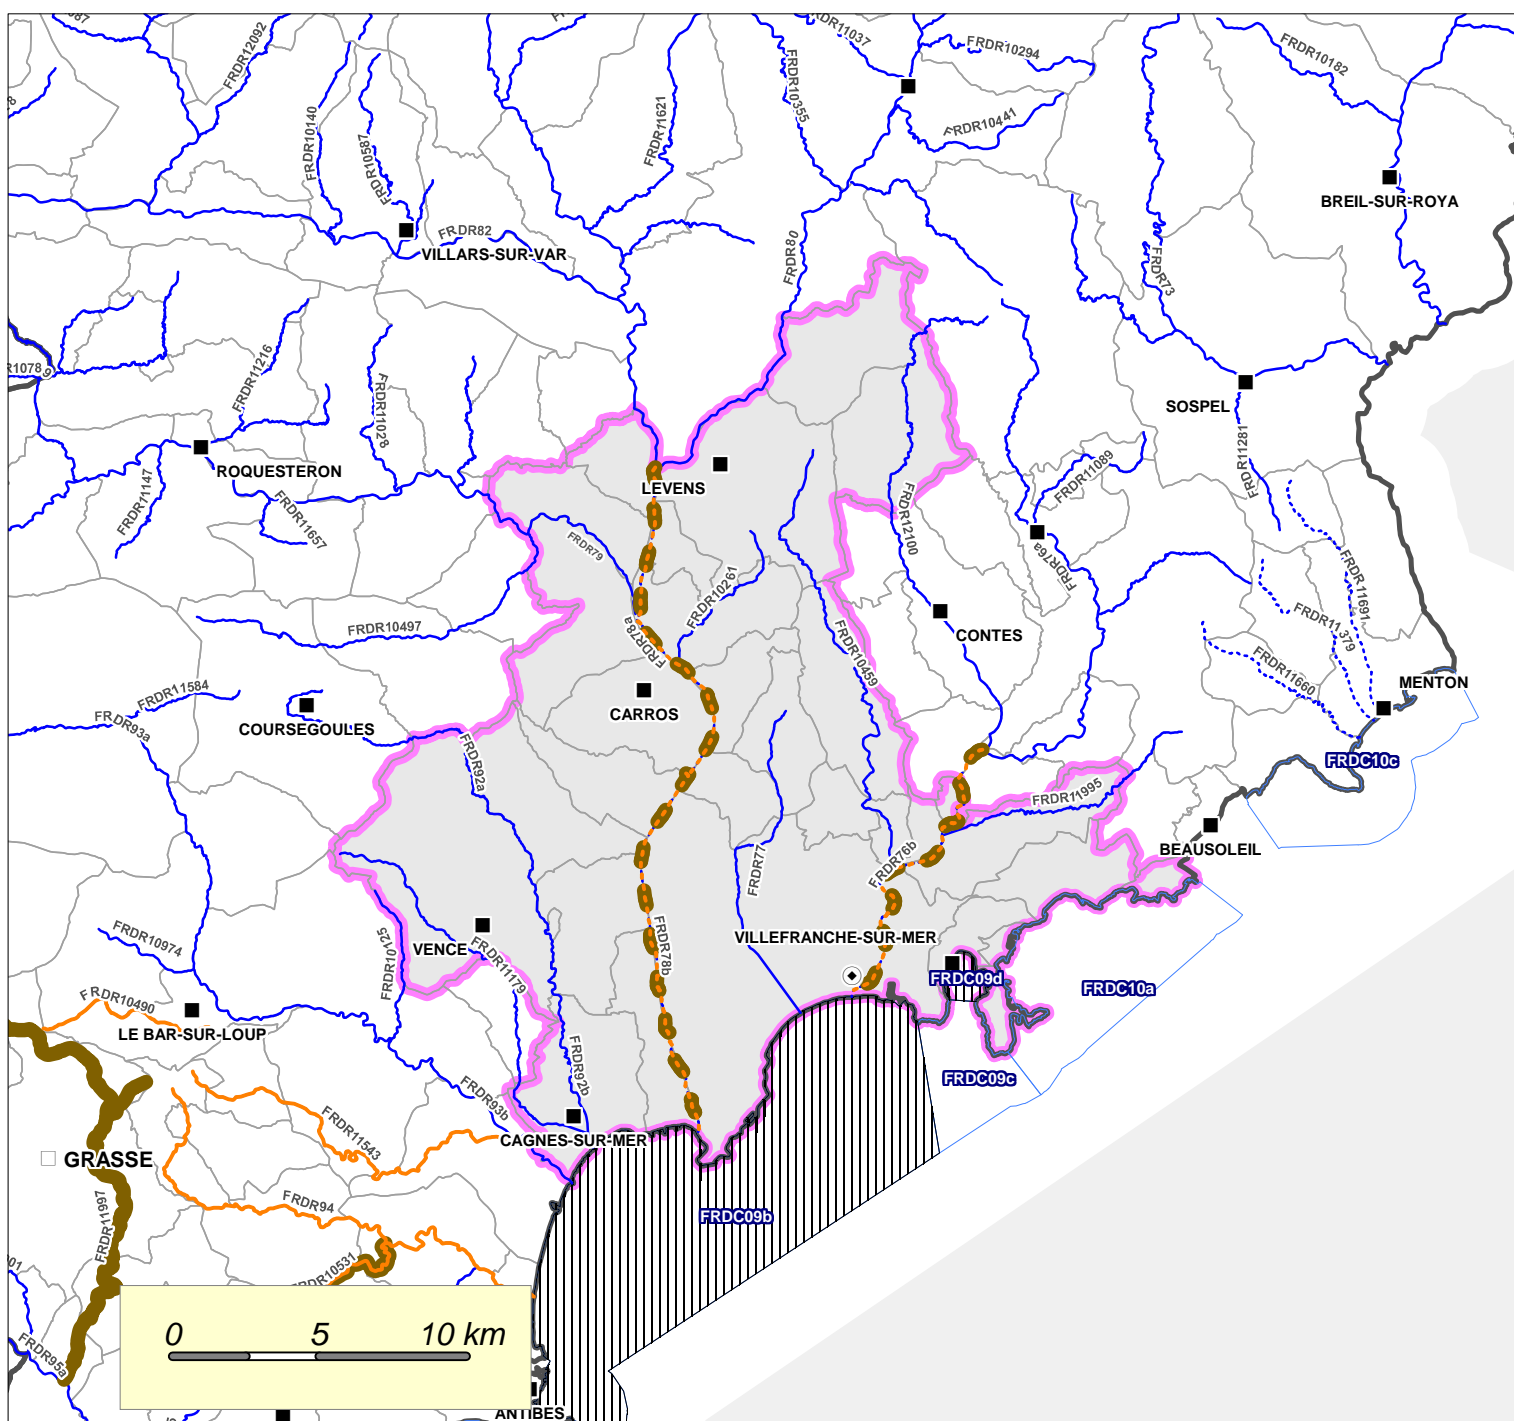 FRDR12092
FRDR11037
FRDR10294
FRDR10182
FRDR10140
FRDR10587
FRDR11621
FRDR10355
FRDR10441
BREIL-SUR-ROYA
FRDR82
VILLARS-SUR-VAR
FRDR80
FRDR73
FRDR11216
FRDR11028
SOSPEL
ROQUESTERON
LEVENS
FRDR11147
FRDR11657
FRDR11089
FRDR11281
FRDR12100
FRDR79
FRDR76a
FRDR11691
FRDR10261
FRDR10497
FRDR78a
FRDR10459
CONTES
FRDR11379
FRDR11660
MENTON
FRDR11584
FRDR93a
COURSEGOULES
CARROS
FRDR92a
FRDC10c
FRDR11995
BEAUSOLEIL
FRDR77
FRDR76b
FRDR10974
FRDR10125
VENCE
FRDR11179
FRDR78b
VILLEFRANCHE-SUR-MER
FRDC09d
FRDC10a
FRDR10490
LE BAR-SUR-LOUP
FRDR93b
FRDR92b
FRDC09c
FRDR11543
CAGNES-SUR-MER
GRASSE
FRDR11997
FRDR94
FRDC09b
FRDR10531
FRDR95a
0 5 10 km
ANTIBES